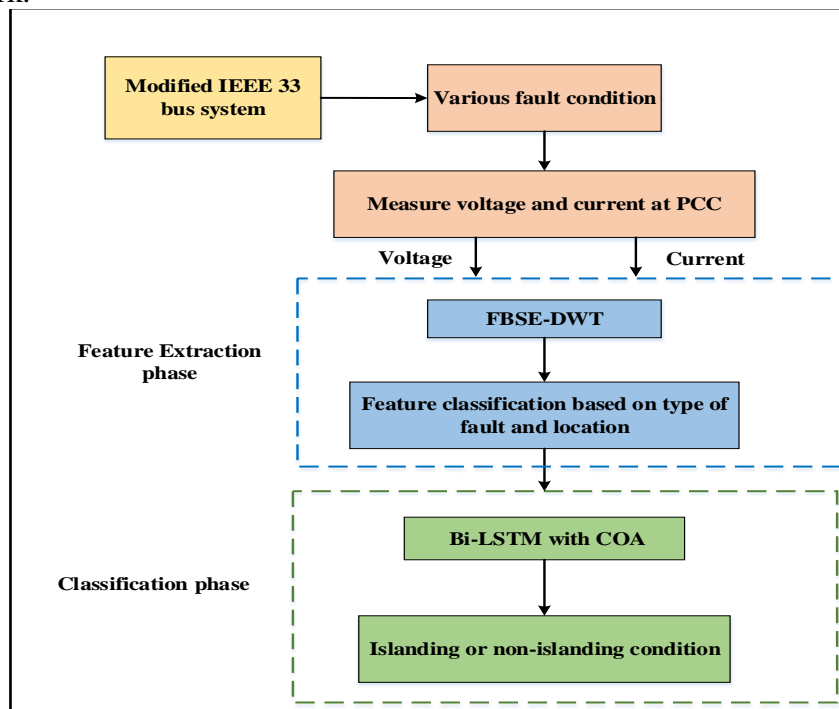 Modified IEEE 33
bus system
Various fault condition
Measure voltage and current at PCC
Voltage
Current
FBSE-DWT
Feature Extraction
phase
Feature classification based on type of
fault and location
Bi-LSTM with COA
Classification phase
Islanding or non-islanding condition